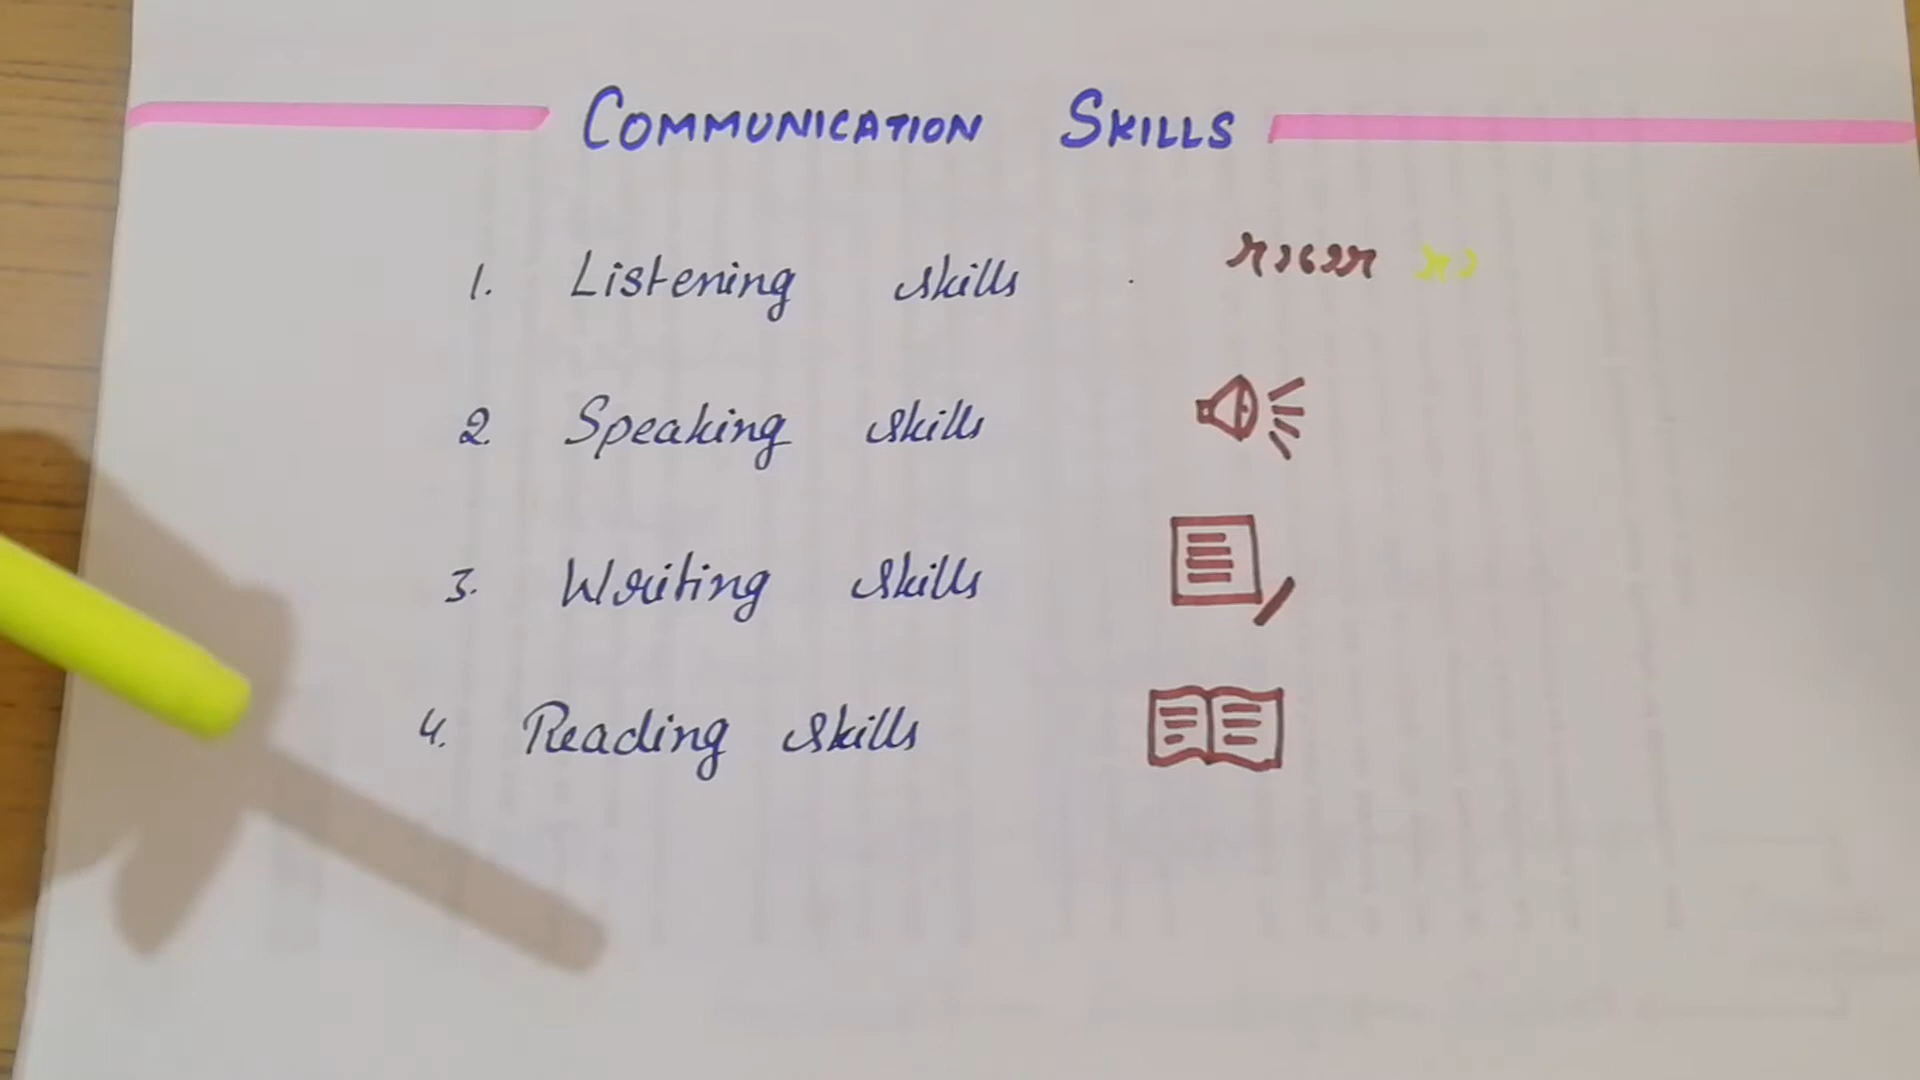 COMMUNICATION SKILLS
1. Listening skills
2. Speaking skills
3. Writing skills
4. Reading skills